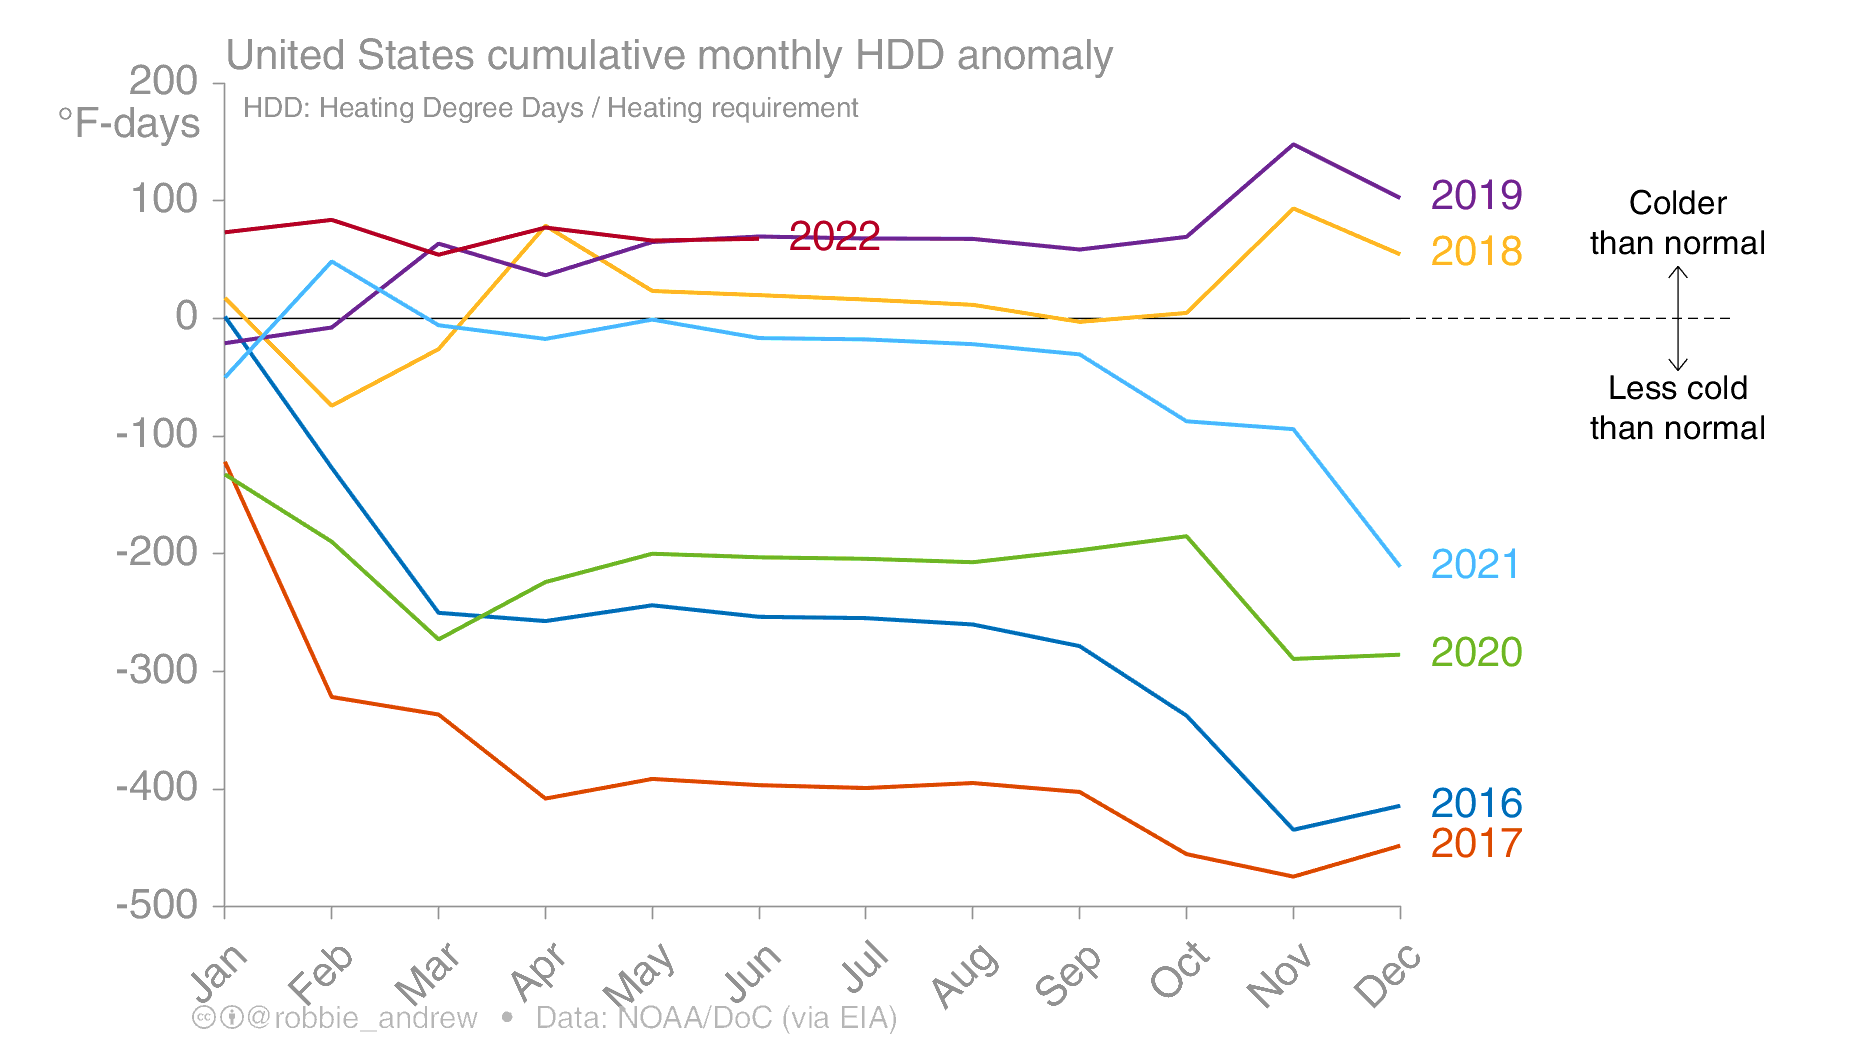 United States cumulative monthly HDD anomaly
200
°F-days
HDD: Heating Degree Days / Heating requirement
100
0
-100
-200
-300
-400
-500
2019
2018
2022
2021
2020
2016
2017
Colder
than normal
Less cold
than normal
Jan
Feb
Mar
Apr
May
Jun
Jul
Aug
Sep
Oct
Nov
Dec
cc @robbie_andrew • Data: NOAA/DoC (via EIA)